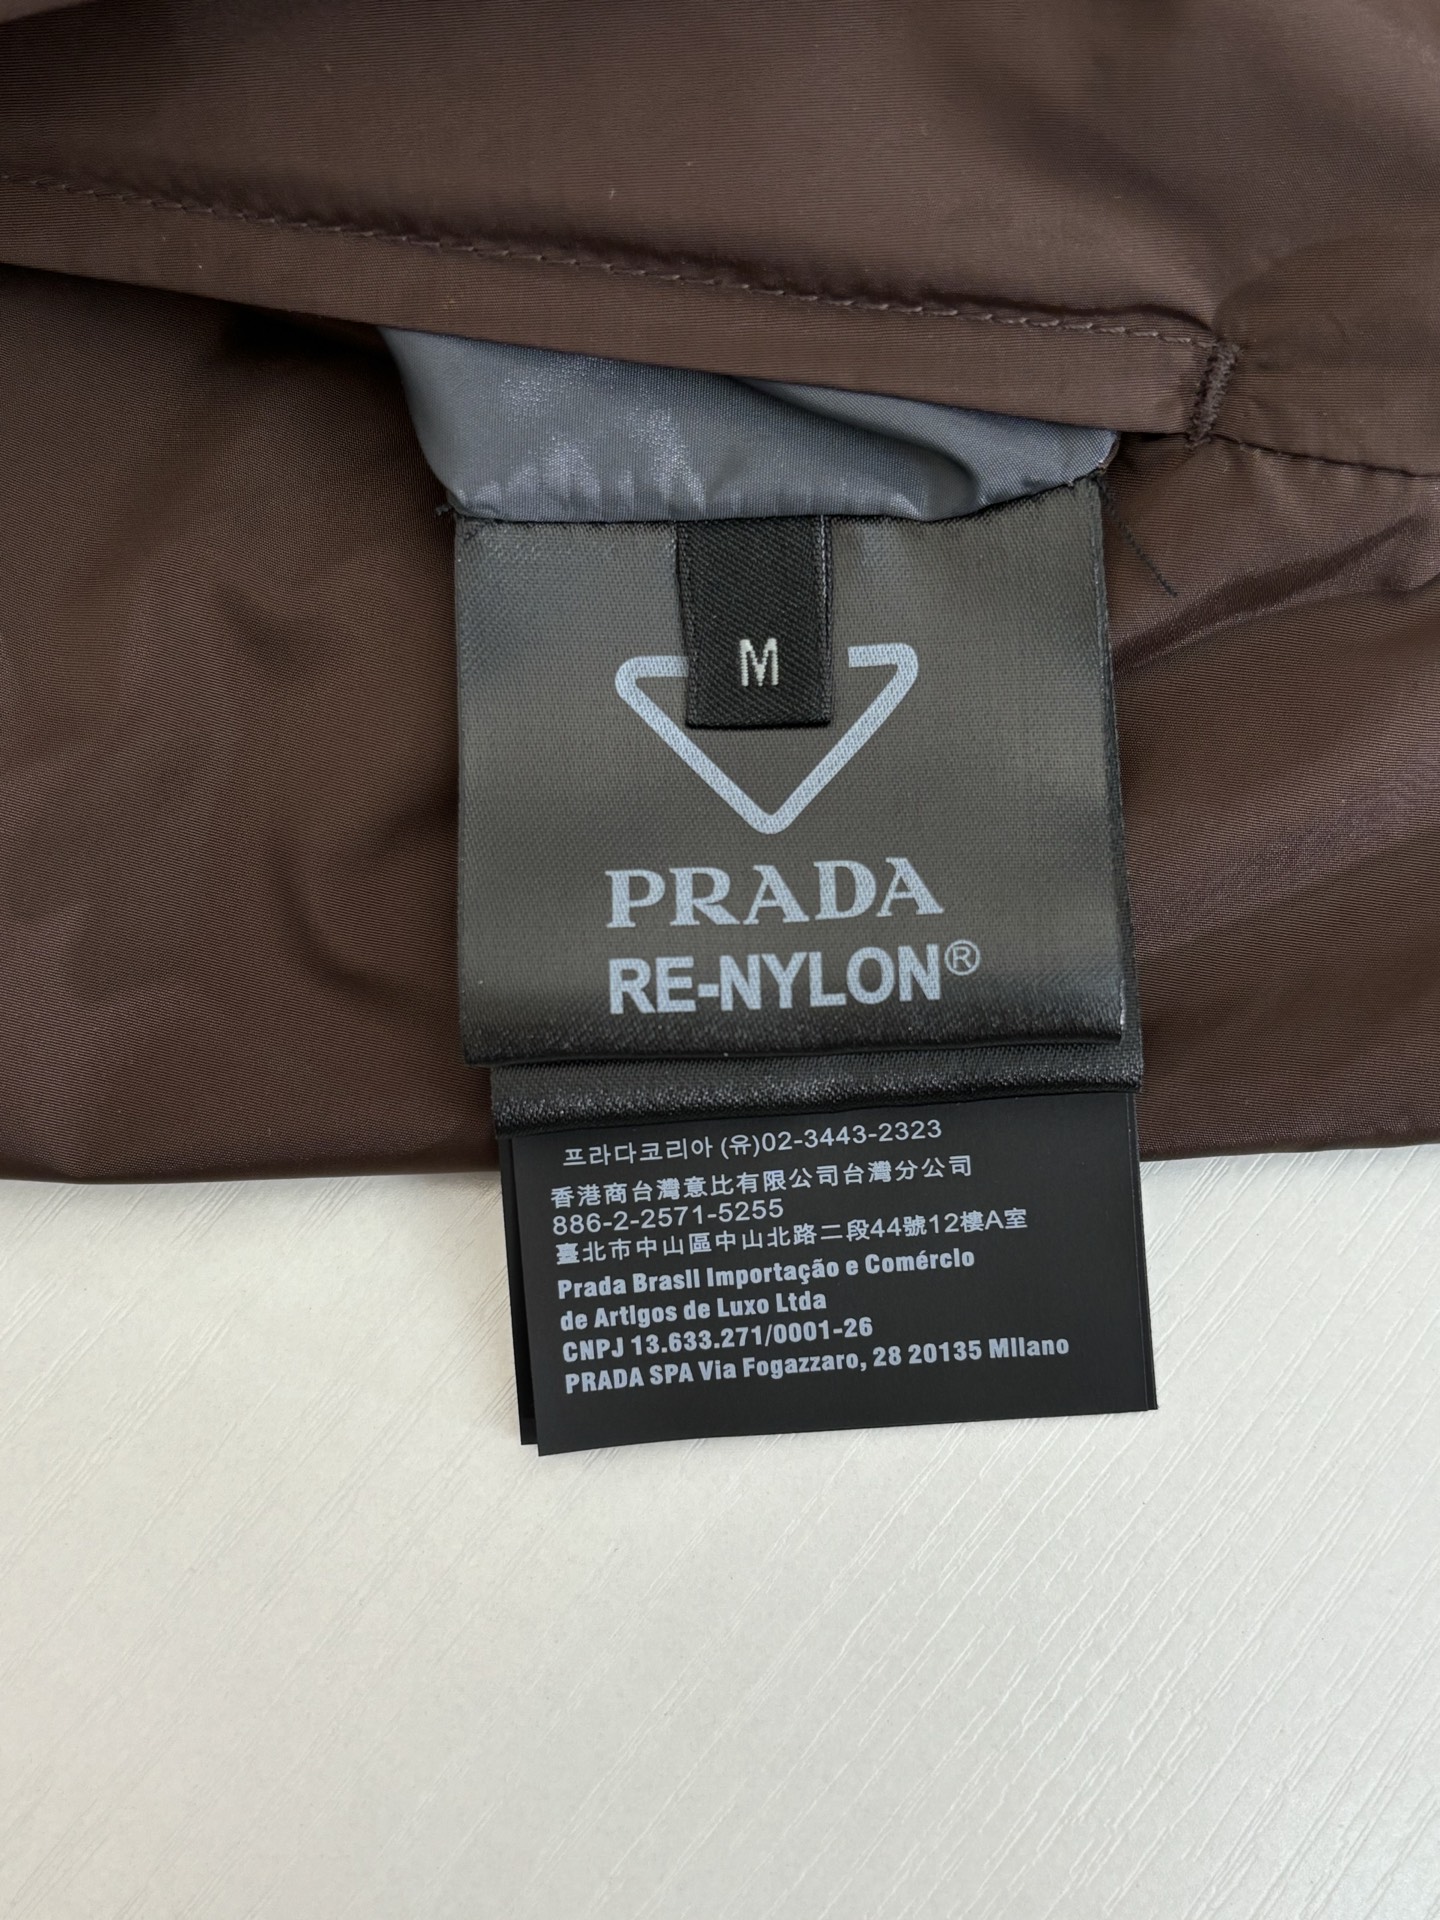 M
PRADA
RE-NYLON®
프라다코리아 (유)02-3443-2323
香港商台灣意比有限公司台灣分公司
886-2-2571-5255
臺北市中山區中山北路二段44號12樓A室
Prada Brasil Importação e Comércio
de Artigos de Luxo Ltda
CNPJ 13.633.271/0001-26
PRADA SPA Via Fogazzaro, 28 20135 Milano